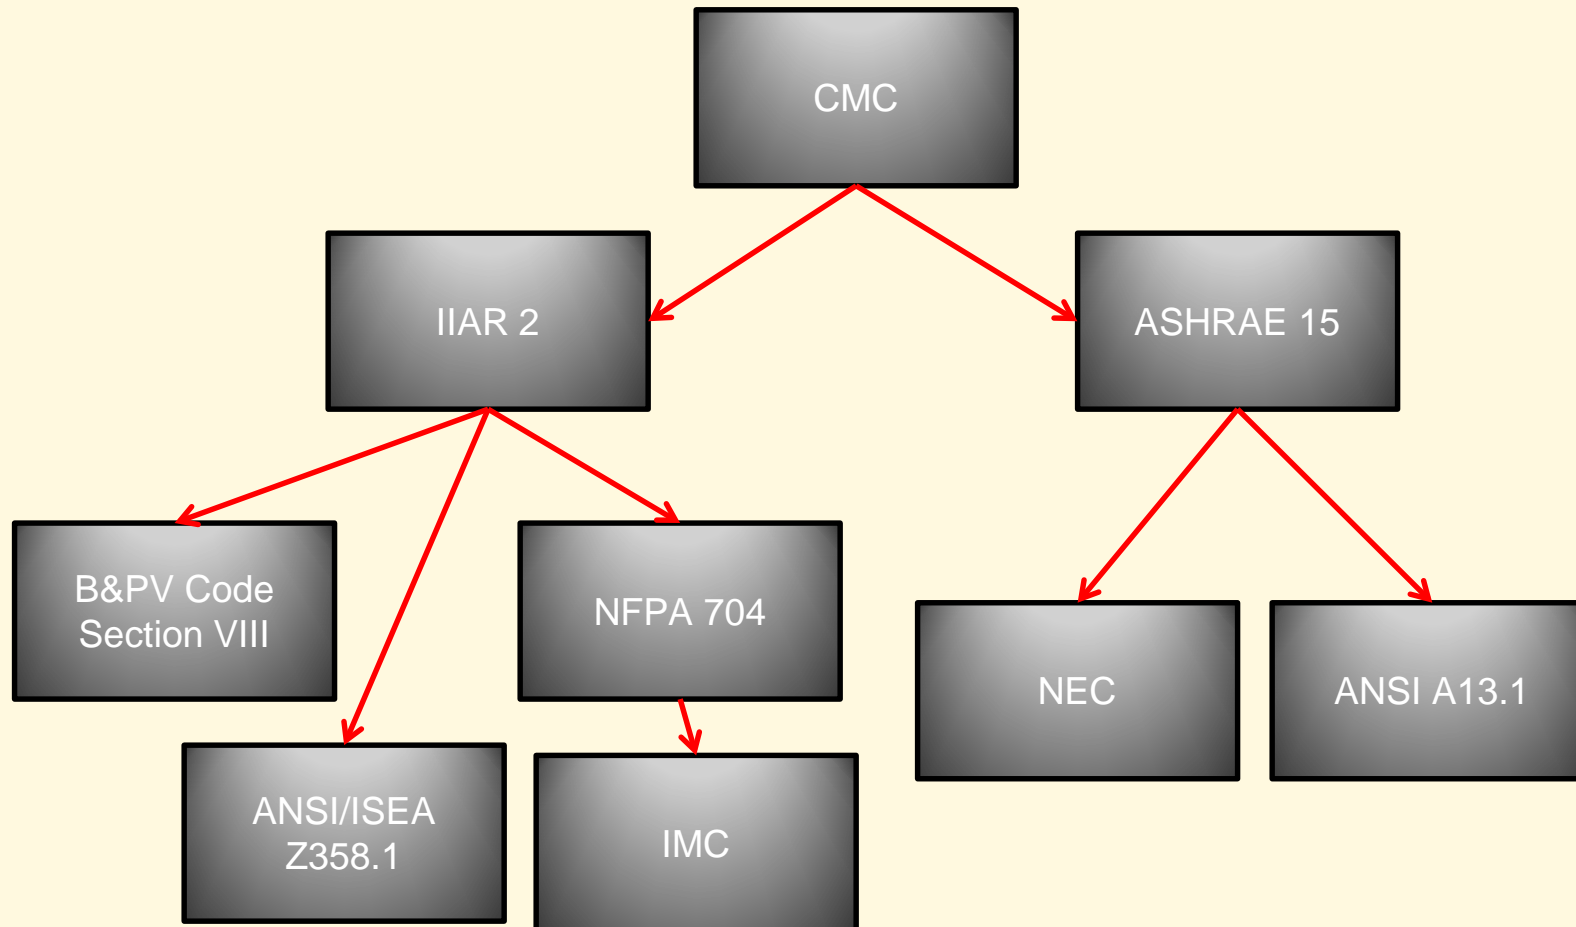 CMC
IIAR 2
ASHRAE 15
B&PV Code
Section VIII
NFPA 704
NEC
ANSI A13.1
ANSI/ISEA
Z358.1
IMC